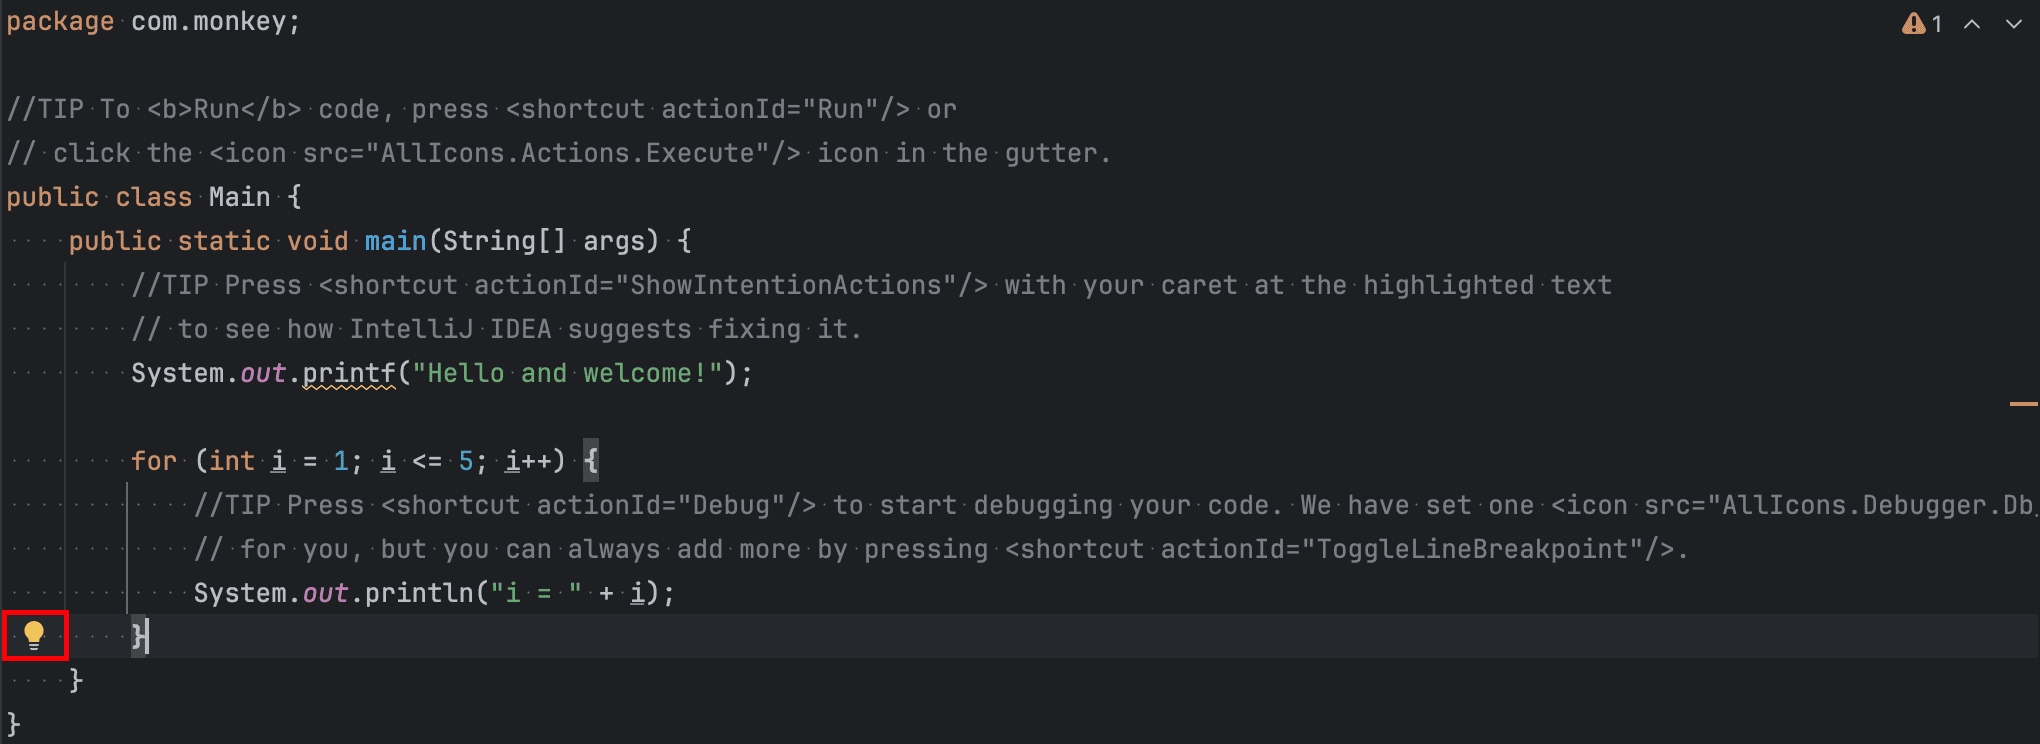 package com.monkey;
1
//TIP To <b>Run</b> code, press <shortcut actionId="Run"/> or
// click the <icon src="AllIcons.Actions.Execute"/> icon in the gutter.
public class Main {
    public static void main(String[] args) {
        //TIP Press <shortcut actionId="ShowIntentionActions"/> with your caret at the highlighted text
        // to see how IntelliJ IDEA suggests fixing it.
        System.out.printf("Hello and welcome!");
        for (int i = 1; i <= 5; i++) {
            //TIP Press <shortcut actionId="Debug"/> to start debugging your code. We have set one <icon src="AllIcons.Debugger.Db
            // for you, but you can always add more by pressing <shortcut actionId="ToggleLineBreakpoint"/>.
            System.out.println("i = " + i);
        }
    }
}